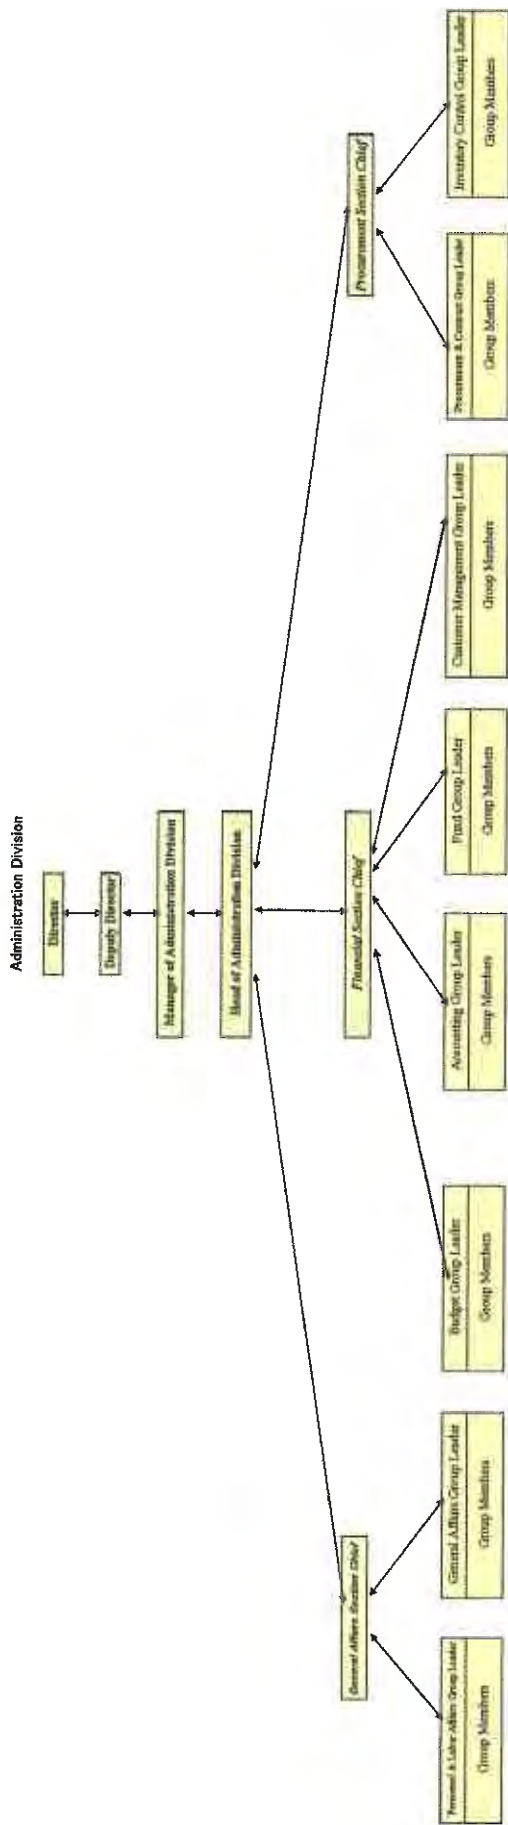 Administration Division
Director
Deputy Director
Manager of Administration Division
Head of Administration Division
General Affairs Section Chief
Financial Section Chief
Procurement Section Chief
Personnel & Labor Affairs Group Leader
Group Members
General Affairs Group Leader
Group Members
Budget Group Leader
Group Members
Accounting Group Leader
Group Members
Fund Group Leader
Group Members
Customer Management Group Leader
Group Members
Procurement & Contract Group Leader
Group Members
Inventory Control Group Leader
Group Members